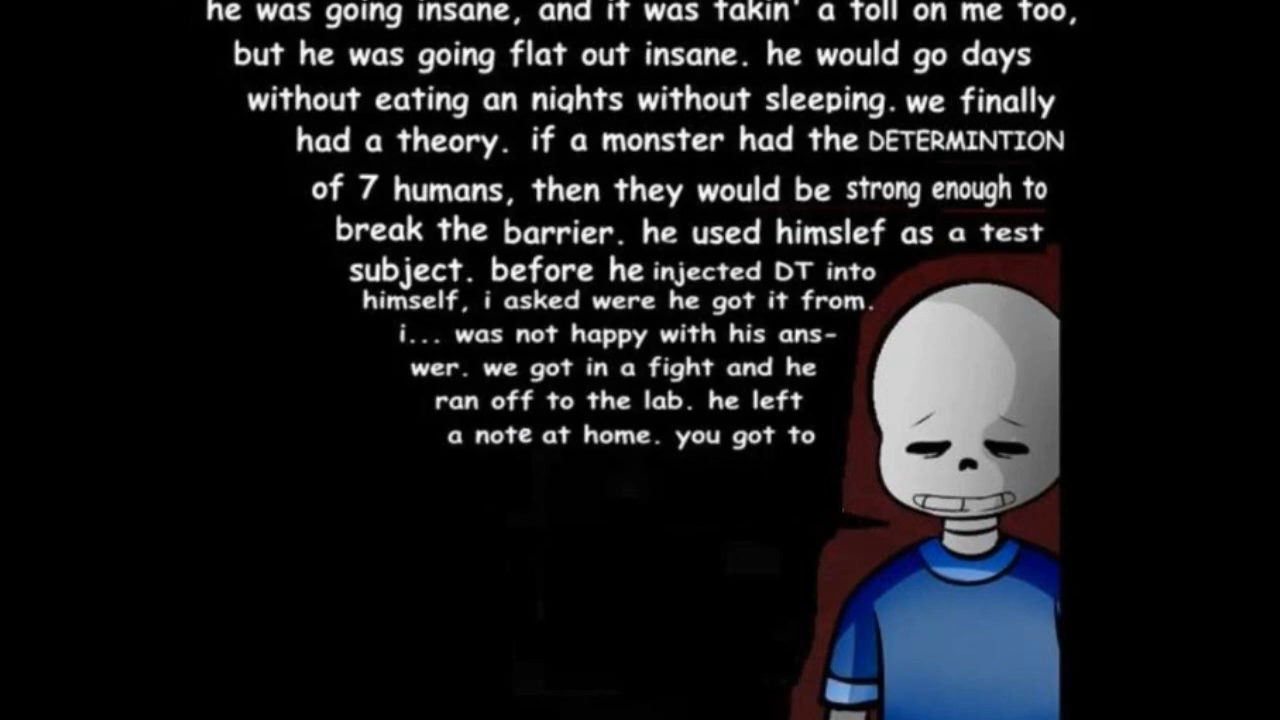 he was going insane, and it was takin' a toll on me too,
but he was going flat out insane. he would go days
without eating an nights without sleeping. we finally
had a theory. if a monster had the DETERMINTION
of 7 humans, then they would be strong enough to
break the barrier. he used himslef as a test
subject. before he injected DT into
himself, i asked were he got it from.
i... was not happy with his ans-
wer. we got in a fight and he
ran off to the lab. he left
a note at home. you got to